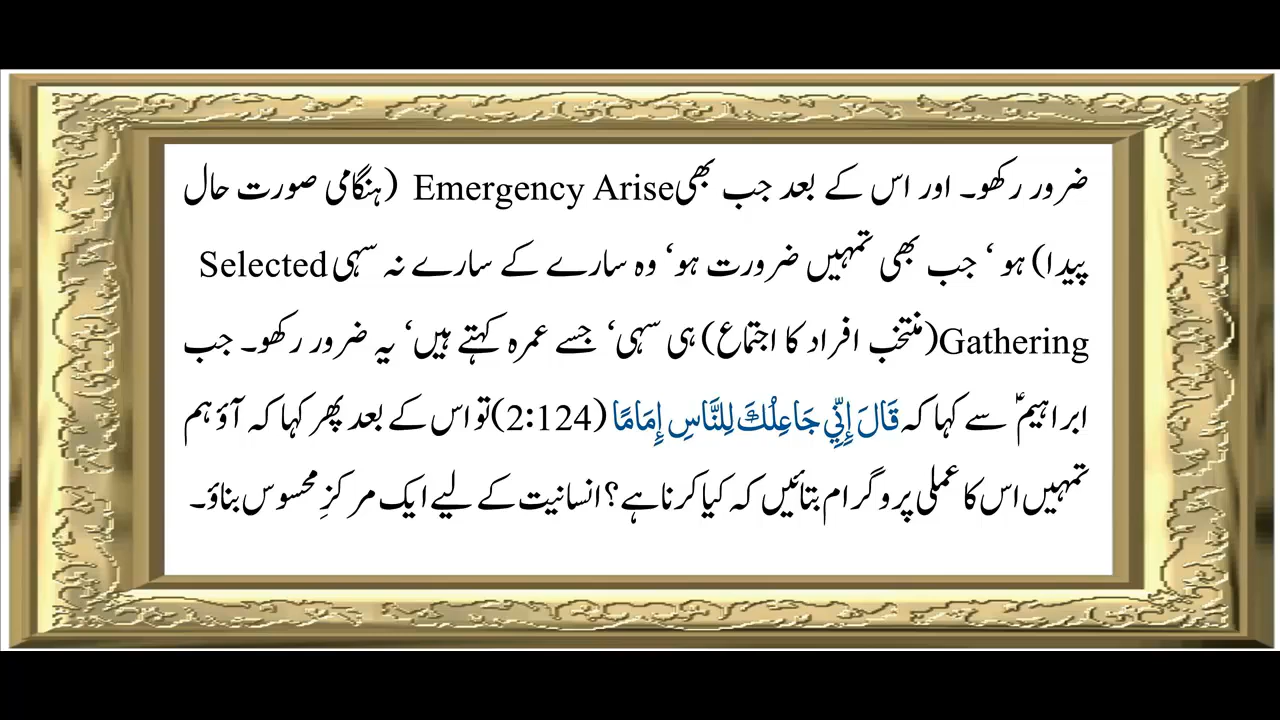 ضرور رکھو۔ اور اس کے بعد جب بھی Emergency Arise (ہنگامی صورت حال
پیدا) ہو‘ جب بھی تمہیں ضرورت ہو‘ وہ سارے کے سارے نہ سہی Selected
Gathering (منتخب افراد کا اجتماع) ہی سہی‘ جسے عمرہ کہتے ہیں‘ یہ ضرور رکھو۔ جب
ابراہیمؑ سے کہا کہ قَالَ إِنِّي جَاعِلُكَ لِلنَّاسِ إِمَامًا (2:124) تو اس کے بعد پھر کہا کہ آؤ ہم
تمہیں اس کا عملی پروگرام بتائیں کہ کیا کرنا ہے؟ انسانیت کے لیے ایک مرکزِ محسوس بناؤ۔